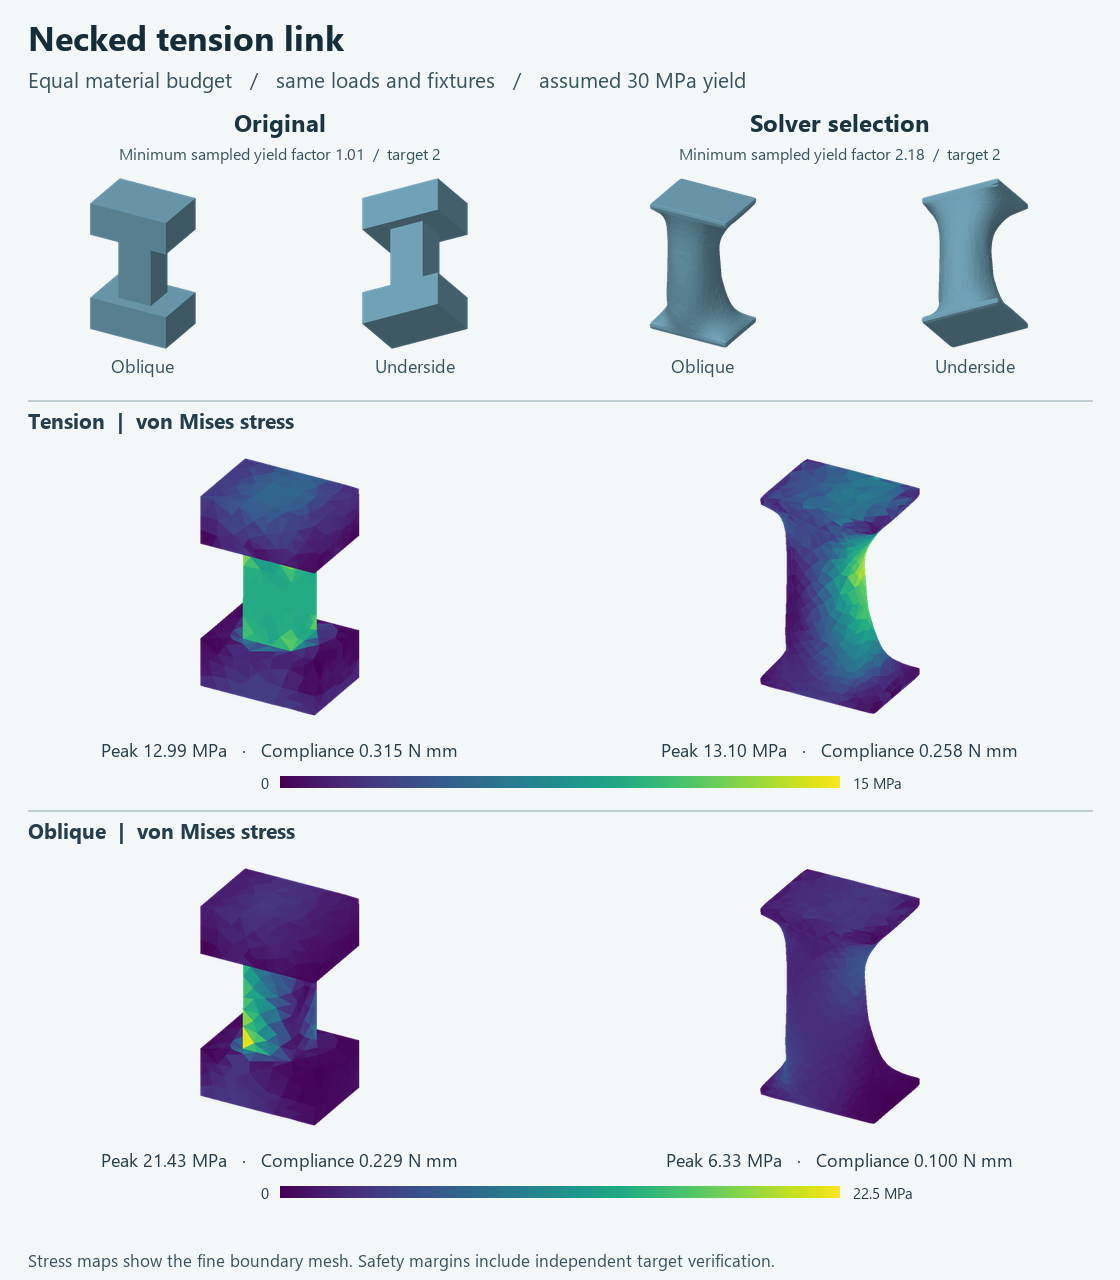 Necked tension link
Equal material budget / same loads and fixtures / assumed 30 MPa yield
Original
Minimum sampled yield factor 1.01 / target 2
Oblique
Underside
Solver selection
Minimum sampled yield factor 2.18 / target 2
Oblique
Underside
Tension | von Mises stress
Peak 12.99 MPa · Compliance 0.315 N mm
Peak 13.10 MPa · Compliance 0.258 N mm
0
15 MPa
Oblique | von Mises stress
Peak 21.43 MPa · Compliance 0.229 N mm
Peak 6.33 MPa · Compliance 0.100 N mm
0
22.5 MPa
Stress maps show the fine boundary mesh. Safety margins include independent target verification.